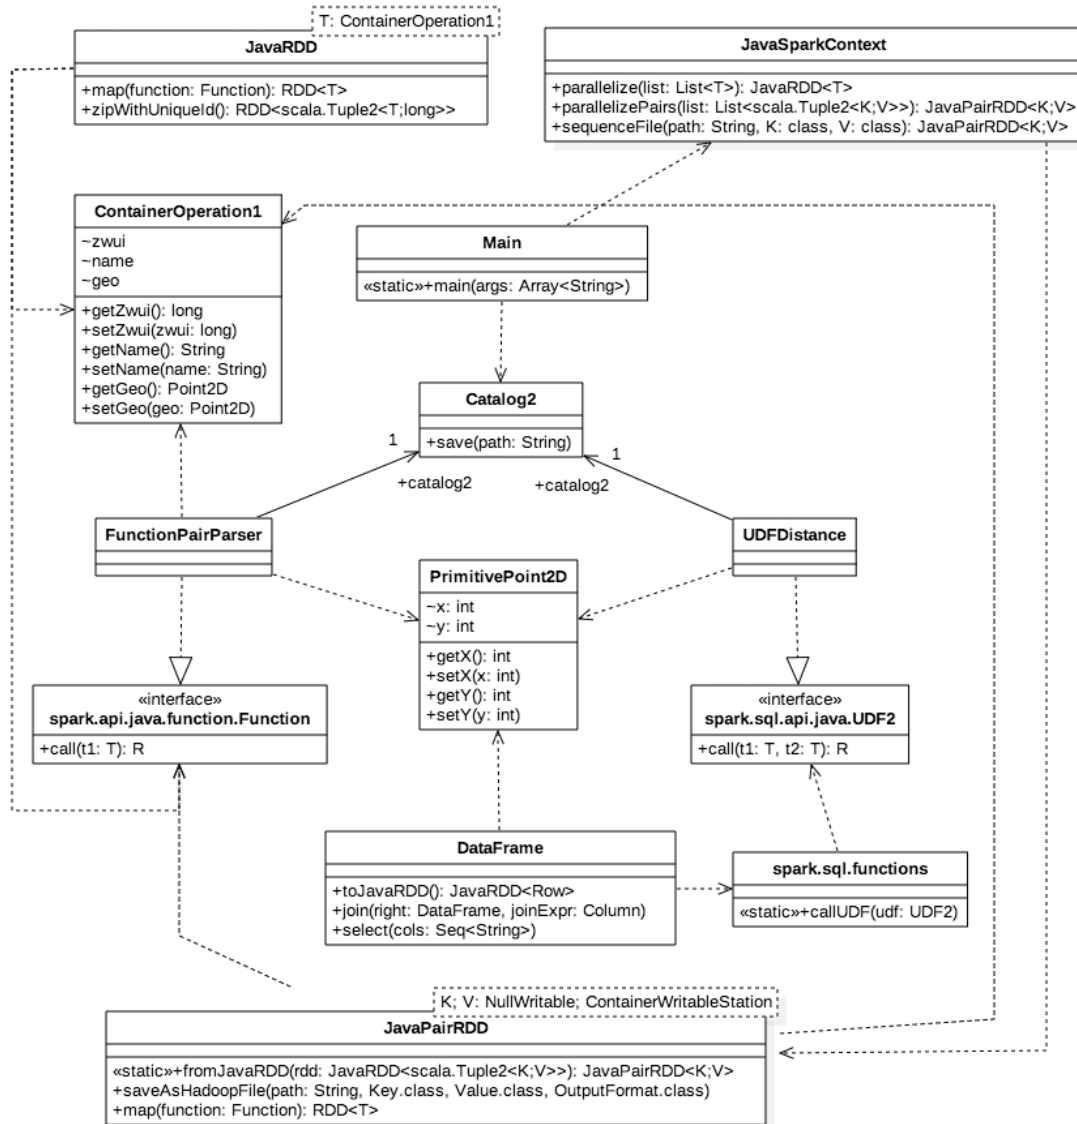 T: ContainerOperation1
JavaRDD
+map(function: Function): RDD<T>
+zipWithUniqueId(): RDD<scala.Tuple2<T;long>>
JavaSparkContext
+parallelize(list: List<T>): JavaRDD<T>
+parallelizePairs(list: List<scala.Tuple2<K;V>>): JavaPairRDD<K;V>
+sequenceFile(path: String, K: class, V: class): JavaPairRDD<K;V>
ContainerOperation1
~zwui
~name
~geo
+getZwui(): long
+setZwui(zwui: long)
+getName(): String
+setName(name: String)
+getGeo(): Point2D
+setGeo(geo: Point2D)
Main
«static»+main(args: Array<String>)
Catalog2
+save(path: String)
1
+catalog2
1
+catalog2
FunctionPairParser
UDFDistance
PrimitivePoint2D
~x: int
~y: int
+getX(): int
+setX(x: int)
+getY(): int
+setY(y: int)
«interface»
spark.api.java.function.Function
+call(t1: T): R
«interface»
spark.sql.api.java.UDF2
+call(t1: T, t2: T): R
DataFrame
+toJavaRDD(): JavaRDD<Row>
+join(right: DataFrame, joinExpr: Column)
+select(cols: Seq<String>)
spark.sql.functions
«static»+callUDF(udf: UDF2)
K; V: NullWritable; ContainerWritableStation
JavaPairRDD
«static»+fromJavaRDD(rdd: JavaRDD<scala.Tuple2<K;V>>): JavaPairRDD<K;V>
+saveAsHadoopFile(path: String, Key.class, Value.class, OutputFormat.class)
+map(function: Function): RDD<T>